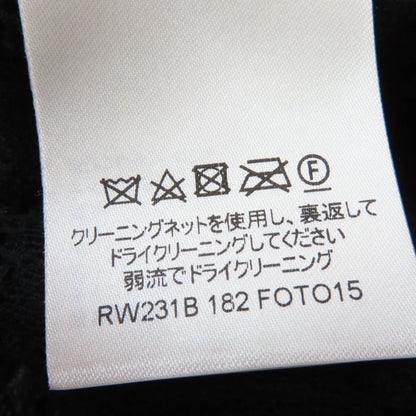 F
クリーニングネットを使用し、裏返して
ドライクリーニングしてください
弱流でドライクリーニング
RW231B 182 FOTO15